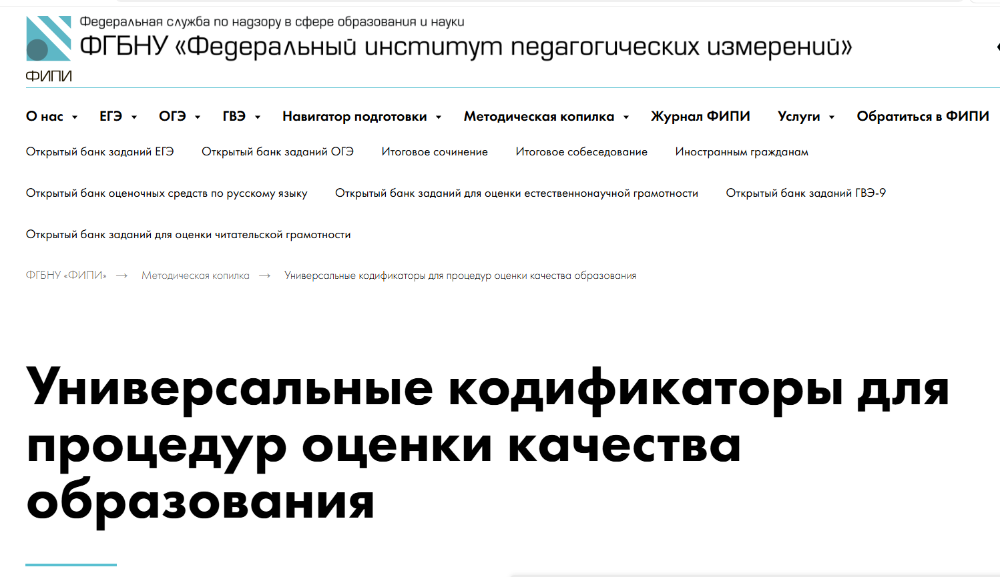 Федеральная служба по надзору в сфере образования и науки
ФГБНУ «Федеральный институт педагогических измерений»
ФИПИ
О нас ЕГЭ ОГЭ ГВЭ Навигатор подготовки Методическая копилка Журнал ФИПИ Услуги Обратиться в ФИПИ
Открытый банк заданий ЕГЭ Открытый банк заданий ОГЭ Итоговое сочинение Итоговое собеседование Иностранным гражданам
Открытый банк оценочных средств по русскому языку Открытый банк заданий для оценки естественнонаучной грамотности Открытый банк заданий ГВЭ-9
Открытый банк заданий для оценки читательской грамотности
ФГБНУ «ФИПИ» → Методическая копилка → Универсальные кодификаторы для процедур оценки качества образования
Универсальные кодификаторы для
процедур оценки качества
образования